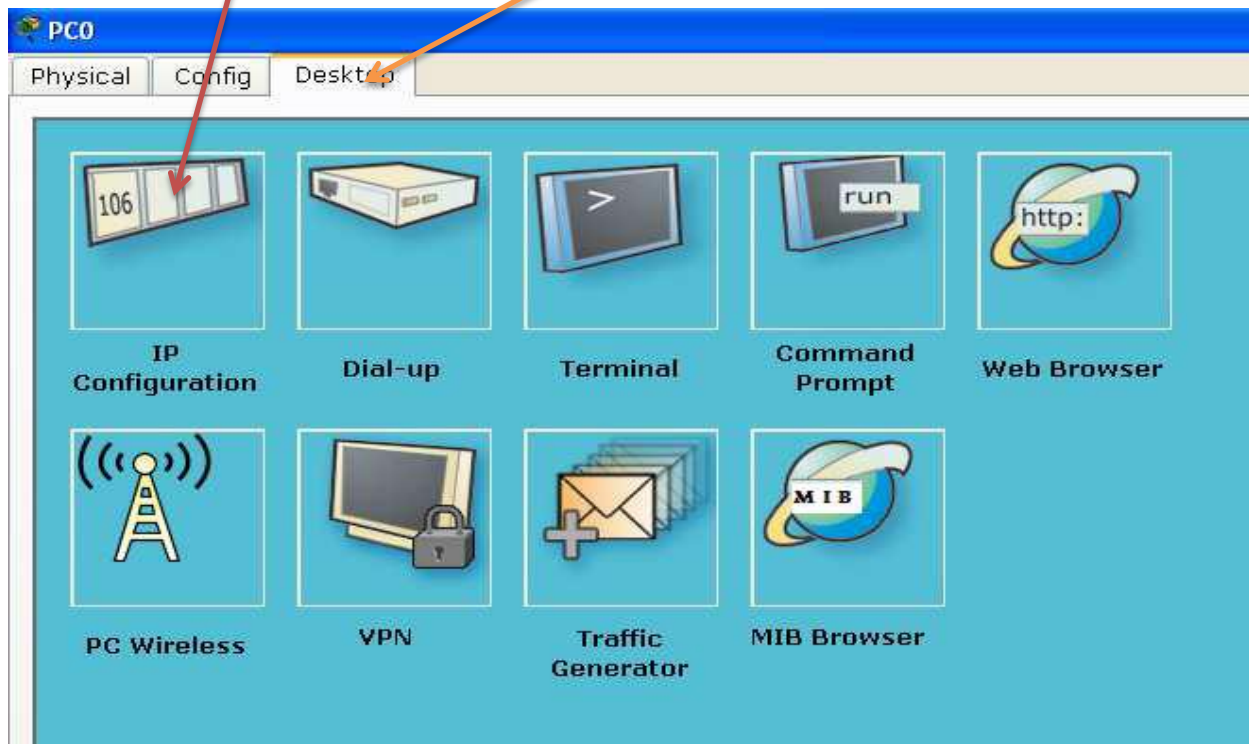 PC0
Physical Config Desktop
106
>
run
http:
IP
Configuration
Dial-up
Terminal
Command
Prompt
Web Browser
MIB
PC Wireless
VPN
Traffic
Generator
MIB Browser